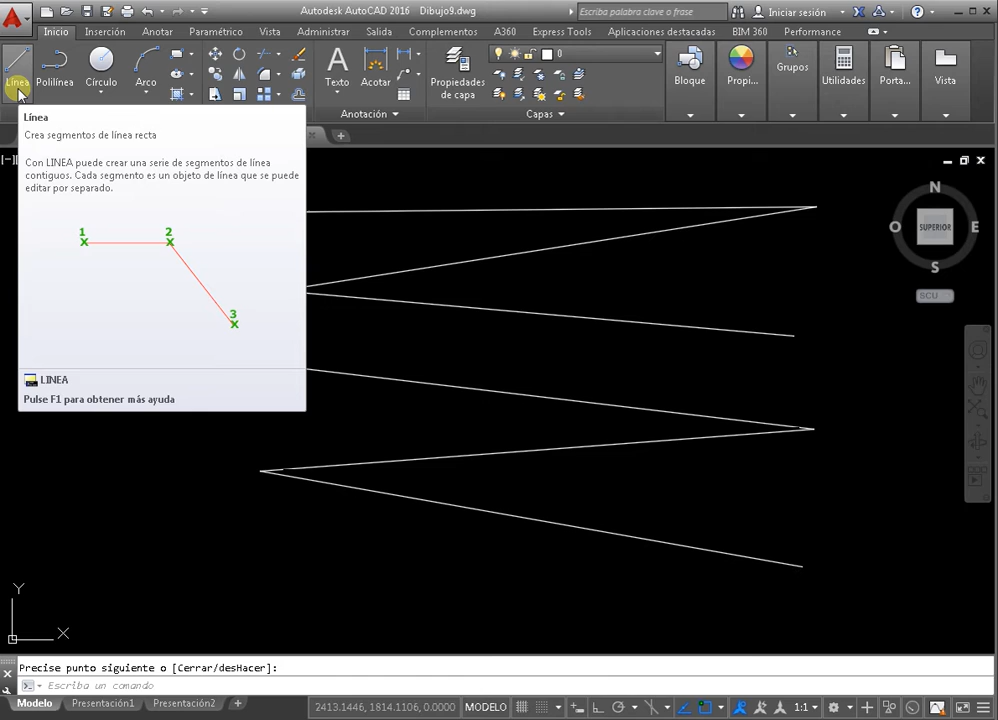 Autodesk AutoCAD 2016 Dibujo9.dwg
Escriba palabra clave o frase
Iniciar sesión
Inicio Inserción Anotar Paramétrico Vista Administrar Salida Complementos A360 Express Tools Aplicaciones destacadas BIM 360 Performance
Línea Polilínea Círculo Arco
Texto Acotar
Propiedades de capa
0
Bloque Propi... Grupos Utilidades Porta... Vista
Anotación
Capas
Línea
Crea segmentos de línea recta
Con LINEA puede crear una serie de segmentos de línea
contiguos. Cada segmento es un objeto de línea que se puede
editar por separado.
1 2
3
LINEA
Pulse F1 para obtener más ayuda
[−]
N
O SUPERIOR E
S
SCU
Y
X
Precise punto siguiente o [Cerrar/desHacer]:
Escriba un comando
Modelo Presentación1 Presentación2 +
2413.1446, 1814.1106, 0.0000 MODELO 1:1